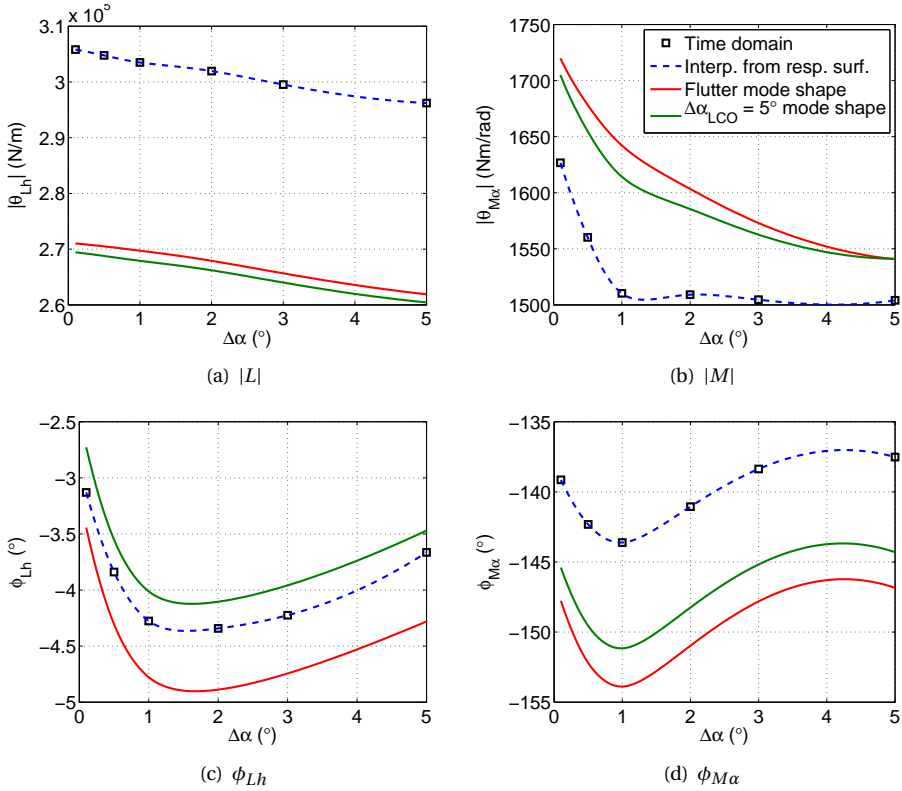 x 10⁵
3.1
3
2.9
2.8
2.7
2.6
|θLh| (N/m)
0 1 2 3 4 5
Δα (°)
(a) |L|
1750
1700
1650
1600
1550
1500
|θMα| (Nm/rad)
Time domain
Interp. from resp. surf.
Flutter mode shape
ΔαLCO = 5° mode shape
0 1 2 3 4 5
Δα (°)
(b) |M|
−2.5
−3
−3.5
−4
−4.5
−5
ϕLh (°)
0 1 2 3 4 5
Δα (°)
(c) ϕLh
−135
−140
−145
−150
−155
ϕMα (°)
0 1 2 3 4 5
Δα (°)
(d) ϕMα